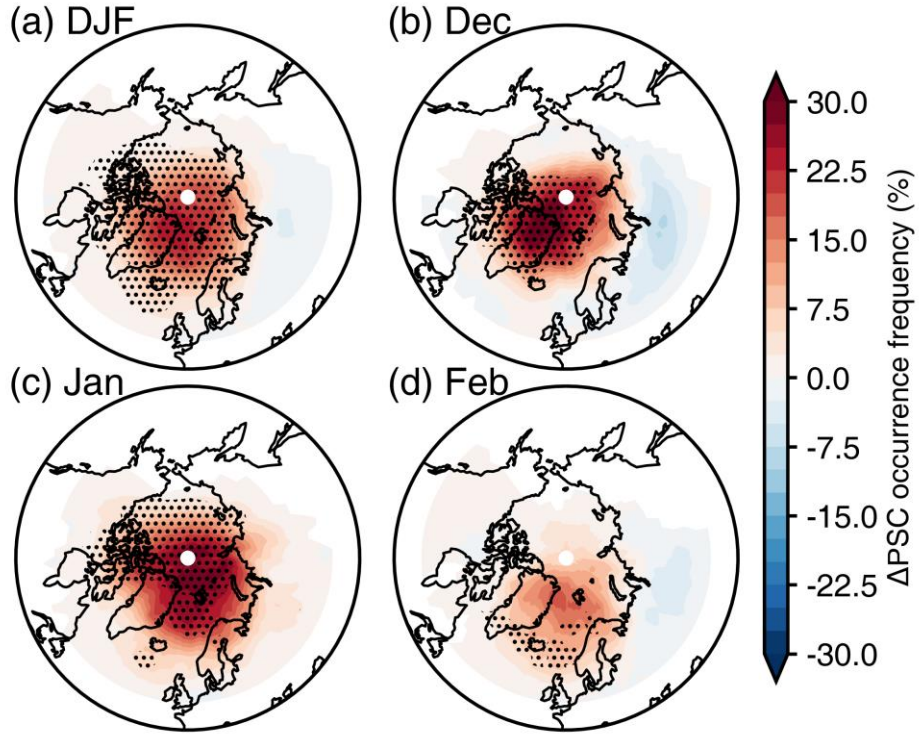 (a) DJF
(b) Dec
(c) Jan
(d) Feb
30.0
22.5
15.0
7.5
0.0
-7.5
-15.0
-22.5
-30.0
ΔPSC occurrence frequency (%)